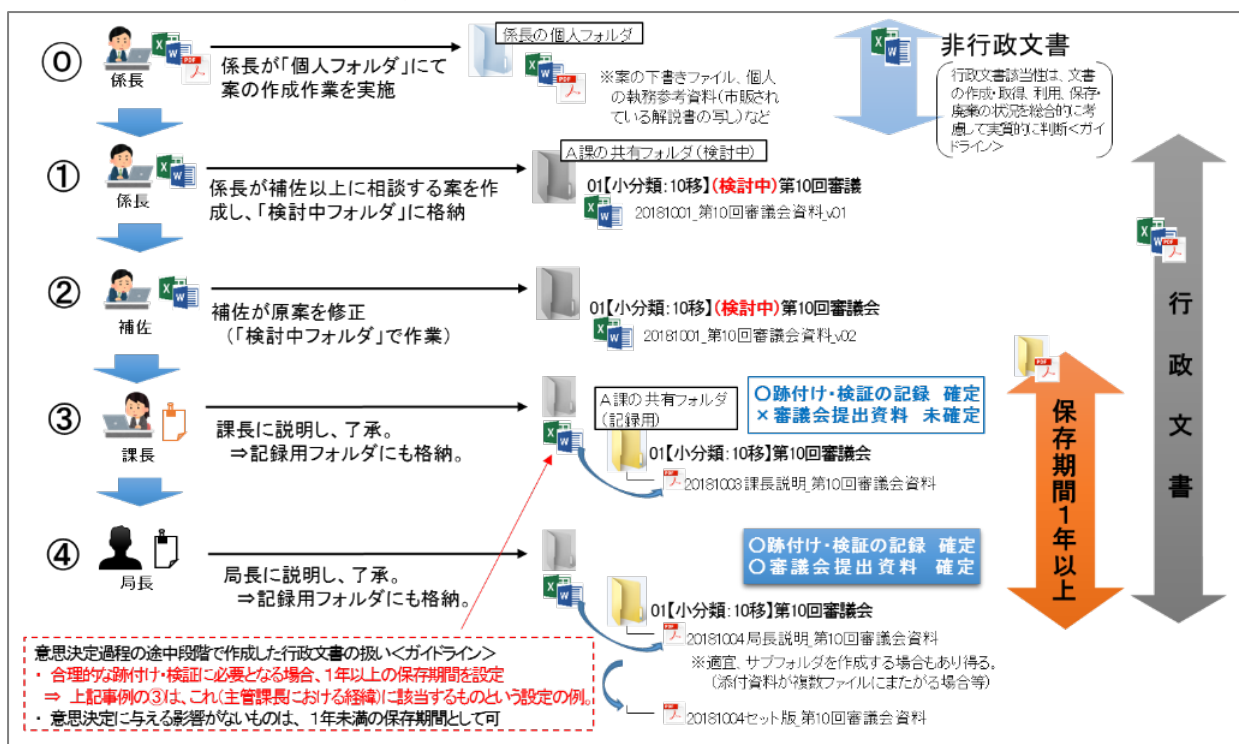 ⓪
係長
係長が「個人フォルダ」にて
案の作成作業を実施
係長の個人フォルダ
※案の下書きファイル、個人
の執務参考資料（市販され
ている解説書の写し）など
非行政文書
行政文書該当性は、文書
の作成・取得、利用、保存・
廃棄の状況を総合的に考
慮して実質的に判断＜ガイ
ドライン＞
①
係長
係長が補佐以上に相談する案を作
成し、「検討中フォルダ」に格納
A課の共有フォルダ（検討中）
01【小分類：10移】（検討中）第10回審議
20181001_第10回審議会資料_v01
②
補佐
補佐が原案を修正
（「検討中フォルダ」で作業）
01【小分類：10移】（検討中）第10回審議会
20181001_第10回審議会資料_v02
③
課長
課長に説明し、了承。
⇒記録用フォルダにも格納。
A課の共有フォルダ
（記録用）
〇跡付け・検証の記録 確定
×審議会提出資料 未確定
01【小分類：10移】第10回審議会
PDF
20181003課長説明_第10回審議会資料
④
局長
局長に説明し、了承。
⇒記録用フォルダにも格納。
〇跡付け・検証の記録 確定
〇審議会提出資料 確定
01【小分類：10移】第10回審議会
PDF
20181004局長説明_第10回審議会資料
※適宜、サブフォルダを作成する場合もあり得る。
（添付資料が複数ファイルにまたがる場合等）
PDF
20181004セット版_第10回審議会資料
意思決定過程の途中段階で作成した行政文書の扱い＜ガイドライン＞
・ 合理的な跡付け・検証に必要となる場合、1年以上の保存期間を設定
⇒ 上記事例の③は、これ（主管課長における経緯）に該当するものという設定の例。
・ 意思決定に与える影響がないものは、1年未満の保存期間として可
保存期間1年以上
行政文書